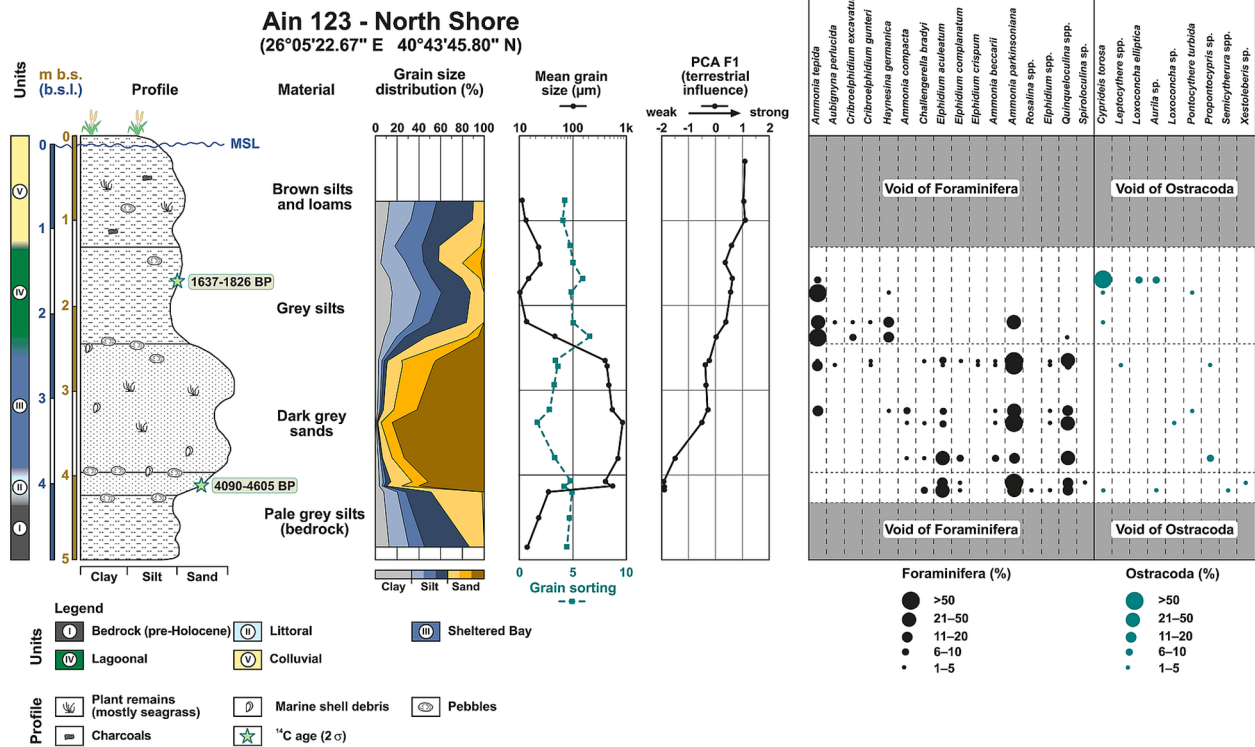 Ain 123 - North Shore
(26°05'22.67" E 40°43'45.80" N)
Units
m b.s.
(b.s.l.)
Profile
Material
Grain size
distribution (%)
Mean grain
size (µm)
PCA F1
(terrestrial
influence)
weak
strong
0 20 40 60 80 100
10 100 1k
-2 -1 0 1 2
Ammonia tepida
Aubignyna perlucida
Cribroelphidium excavatu
Cribroelphidium gunteri
Haynesina germanica
Ammonia compacta
Challengerella bradyi
Elphidium aculeatum
Elphidium complanatum
Elphidium crispum
Ammonia beccarii
Ammonia parkinsoniana
Rosalina spp.
Elphidium spp.
Quinqueloculina spp.
Spiroloculina sp.
Cyprideis torosa
Leptocythere spp.
Loxoconcha elliptica
Aurila sp.
Loxoconcha sp.
Pontocythere turbida
Propontocypris sp.
Semicytherura spp.
Xestoleberis sp.
MSL
0
1
2
3
4
0
1
2
3
4
5
V
IV
III
II
I
Brown silts
and loams
Void of Foraminifera
Void of Ostracoda
1637-1826 BP
Grey silts
Dark grey
sands
4090-4605 BP
Pale grey silts
(bedrock)
Void of Foraminifera
Void of Ostracoda
Clay Silt Sand
Clay Silt Sand
0 5 10
Grain sorting
Foraminifera (%)
>50
21–50
11–20
6–10
1–5
Ostracoda (%)
>50
21–50
11–20
6–10
1–5
Legend
Units
I Bedrock (pre-Holocene)
II Littoral
III Sheltered Bay
IV Lagoonal
V Colluvial
Profile
Plant remains
(mostly seagrass)
Marine shell debris
Pebbles
Charcoals
¹⁴C age (2 σ)